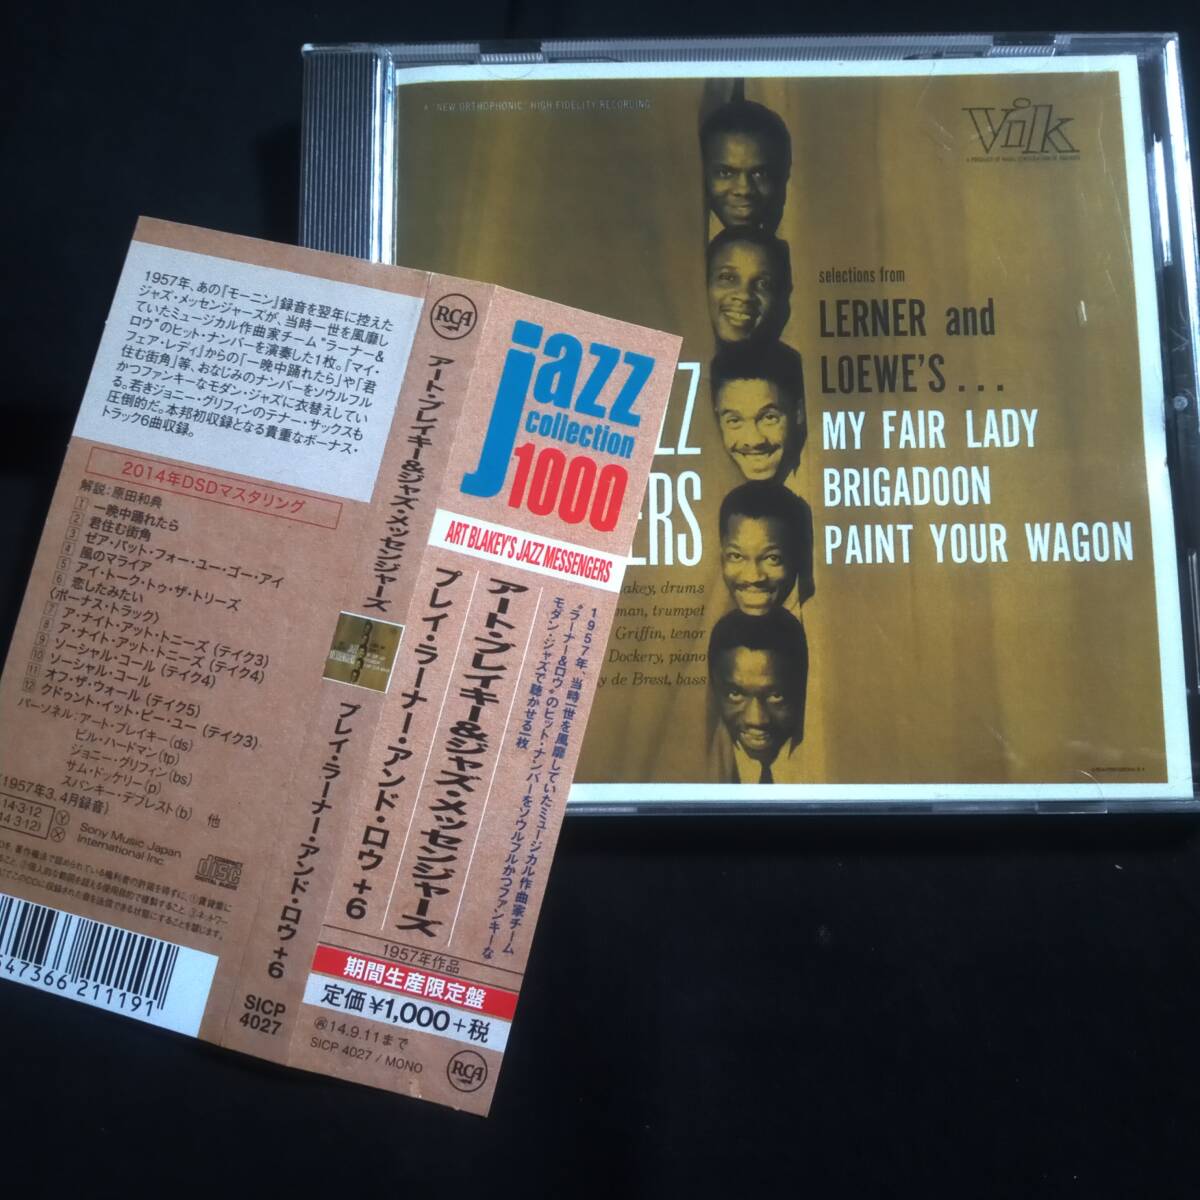 A "NEW ORTHOPHONIC" HIGH FIDELITY RECORDING
Vik
selections from
LERNER and
LOEWE'S...
MY FAIR LADY
BRIGADOON
PAINT YOUR WAGON
ZZ
ERS
akey, drums
man, trumpet
Griffin, tenor
Dockery, piano
y de Brest, bass
1957年、あの「モーニン」録音を翌年に控えた
ジャズ・メッセンジャーズが、当時一世を風靡し
ていたミュージカル作曲家チーム“ラーナー&
ロウ”のヒット・ナンバーを演奏した1枚。「マイ・
フェア・レディ」からの「一晩中踊れたら」や「君
住む街角」等、おなじみのナンバーをソウルフル
かつファンキーなモダン・ジャズに衣替えしてい
る。若きジョニー・グリフィンのテナー・サックスも
圧倒的だ。本邦初収録となる貴重なボーナス・
トラック6曲収録。
2014年DSDマスタリング
解説:原田和典
1 一晩中踊れたら
2 君住む街角
3 ゼア・バット・フォー・ユー・ゴー・アイ
4 風のマライア
5 アイ・トーク・トゥ・ザ・トリーズ
6 恋したみたい
〈ボーナス・トラック〉
7 ア・ナイト・アット・トニーズ (テイク3)
8 ア・ナイト・アット・トニーズ (テイク4)
9 ソーシャル・コール (テイク4)
10 ソーシャル・コール
11 オフ・ザ・ウォール (テイク5)
12 クドゥント・イット・ビー・ユー (テイク3)
パーソネル:アート・ブレイキー(ds)
ビル・ハードマン(tp)
ジョニー・グリフィン(bs)
サム・ドッケリー(p)
スパンキー・デブレスト(b) 他
(1957年3、4月録音)
14・3・12 Ⓨ
14・3・12) Ⓧ
Sony Music Japan
International Inc.
COMPACT
disc
DIGITAL AUDIO
547366 211191
RCA
アート・ブレイキー&ジャズ・メッセンジャーズ
プレイ・ラーナー・アンド・ロウ +6
SICP
4027
jazz
collection
1000
ART BLAKEY'S JAZZ MESSENGERS
アート・ブレイキー&ジャズ・メッセンジャーズ
プレイ・ラーナー・アンド・ロウ +6
1957年、当時一世を風靡していたミュージカル作曲家チーム
“ラーナー&ロウ”のヒット・ナンバーをソウルフルかつファンキーな
モダン・ジャズで聴かせる一枚
1957年作品
期間生産限定盤
定価¥1,000+税
14.9.11まで
SICP 4027 / MONO
RCA